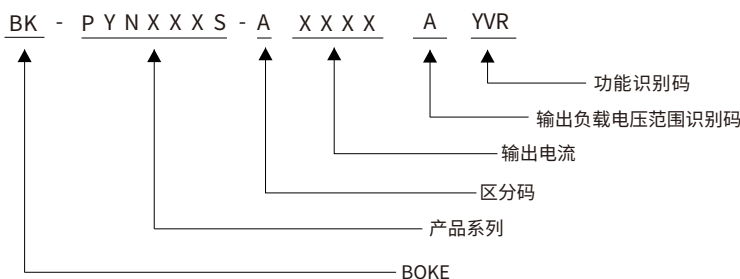 BK - PYNXXXS - A XXXX A YVR
功能识别码
输出负载电压范围识别码
输出电流
区分码
产品系列
BOKE